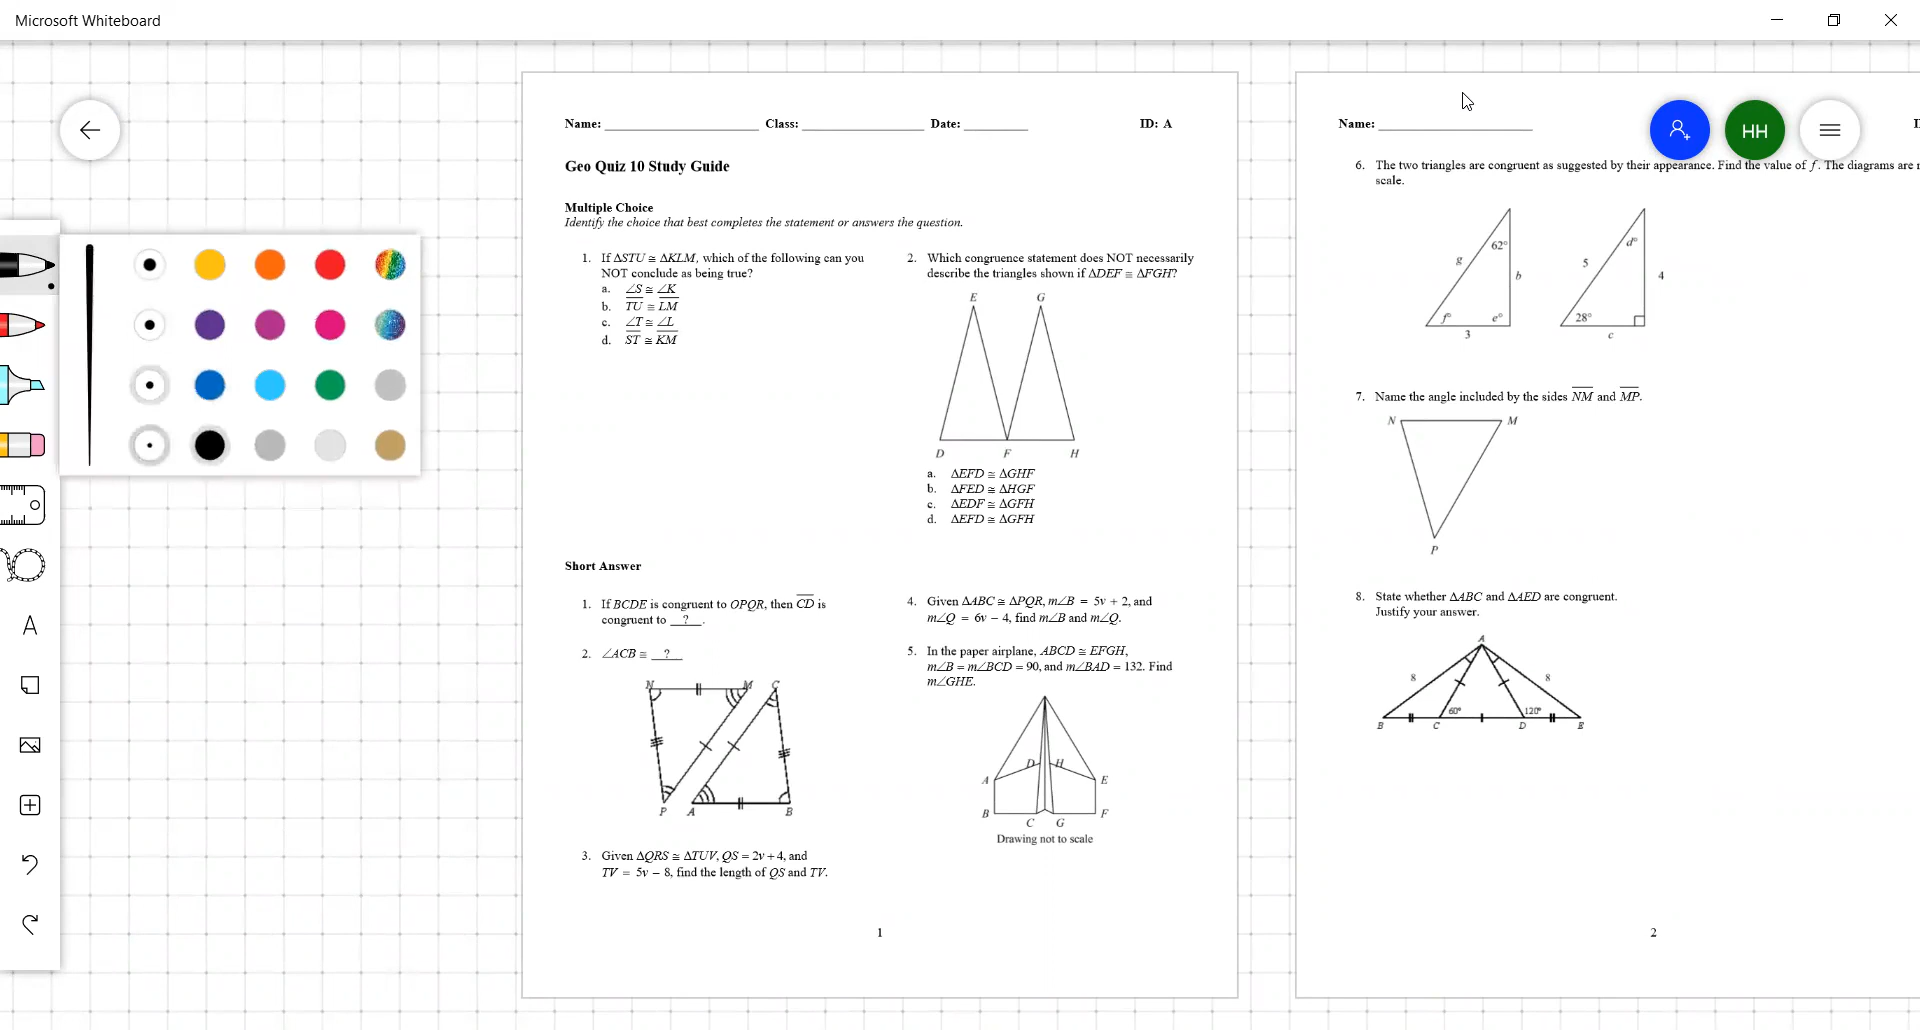 Microsoft Whiteboard
HH
Name: ____ Class: ____ Date: ____ ID: A
Geo Quiz 10 Study Guide
Multiple Choice
Identify the choice that best completes the statement or answers the question.
1. If ΔSTU ≅ ΔKLM, which of the following can you
NOT conclude as being true?
a. ∠S ≅ ∠K
b. TU ≅ LM
c. ∠T ≅ ∠L
d. ST ≅ KM
2. Which congruence statement does NOT necessarily
describe the triangles shown if ΔDEF ≅ ΔFGH?
E G
D F H
a. ΔEFD ≅ ΔGHF
b. ΔFED ≅ ΔHGF
c. ΔEDF ≅ ΔGFH
d. ΔEFD ≅ ΔGFH
Short Answer
1. If BCDE is congruent to OPQR, then CD is
congruent to __?__.
2. ∠ACB ≅ __?__
N M C
P A B
3. Given ΔQRS ≅ ΔTUV, QS = 2v + 4, and
TV = 5v − 8, find the length of QS and TV.
4. Given ΔABC ≅ ΔPQR, m∠B = 5v + 2, and
m∠Q = 6v − 4, find m∠B and m∠Q.
5. In the paper airplane, ABCD ≅ EFGH,
m∠B = m∠BCD = 90, and m∠BAD = 132. Find
m∠GHE.
D H
A E
B F
C G
Drawing not to scale
1
Name: ____
6. The two triangles are congruent as suggested by their appearance. Find the value of f. The diagrams are
scale.
62° d°
g 5
b 4
f° e° 28°
3 c
7. Name the angle included by the sides NM and MP.
N M
P
8. State whether ΔABC and ΔAED are congruent.
Justify your answer.
A
8 8
60° 120°
B C D E
2